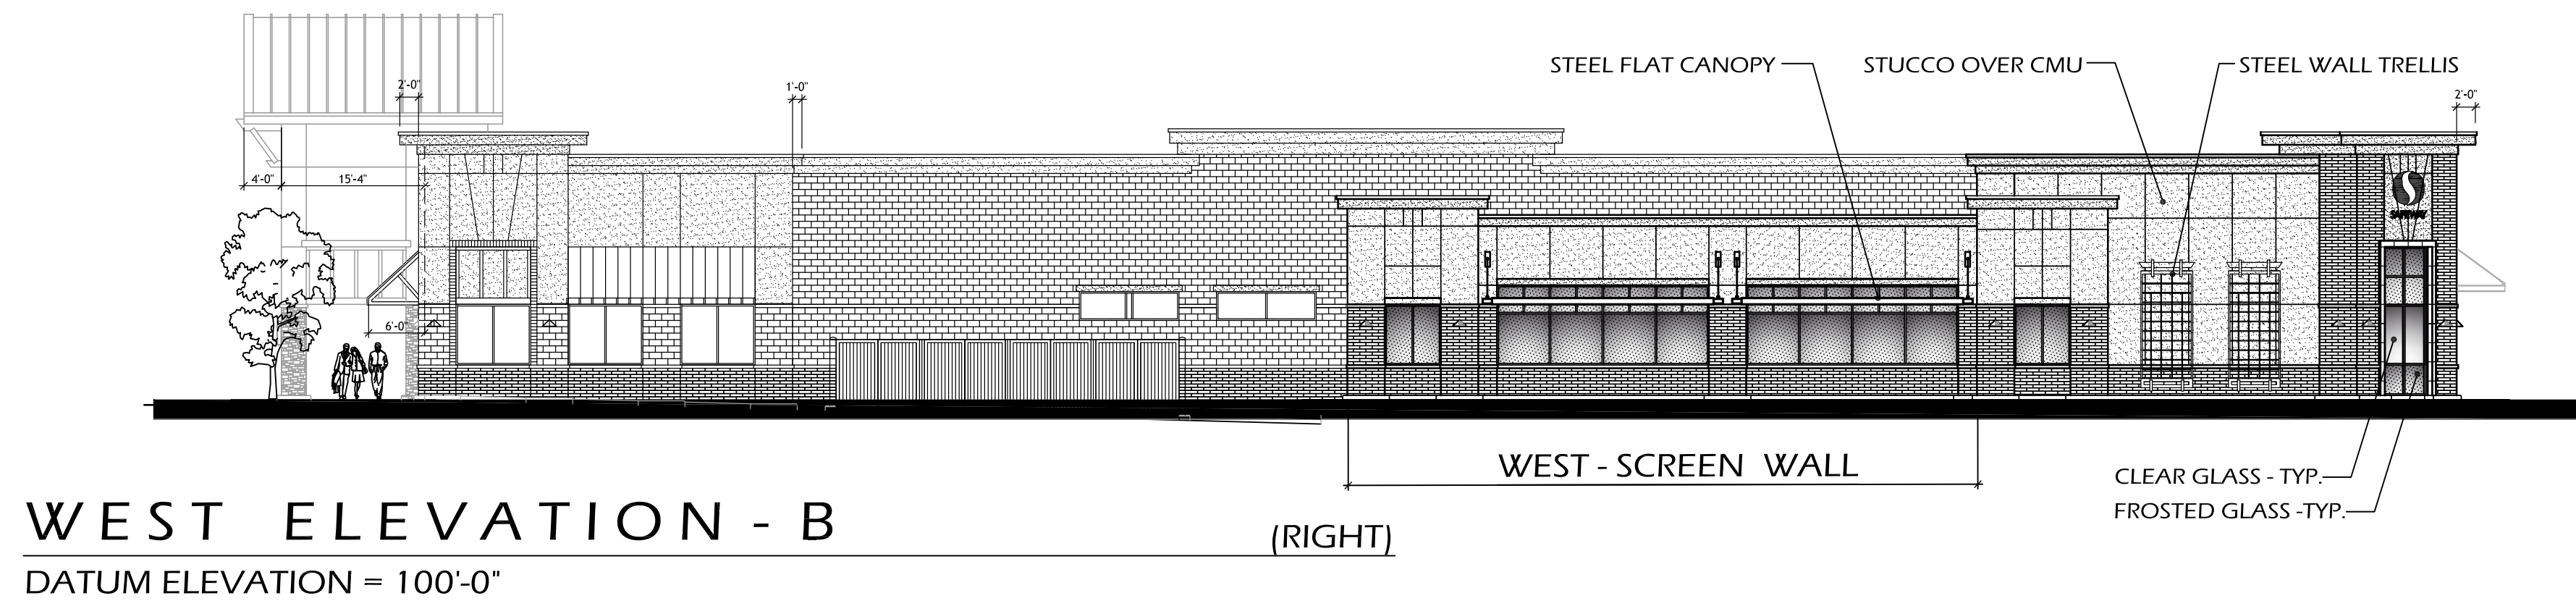 STEEL FLAT CANOPY
STUCCO OVER CMU
STEEL WALL TRELLIS
2'-0"
1'-0"
2'-0"
4'-0"
15'-4"
SAFEWAY
6'-0"
WEST - SCREEN WALL
CLEAR GLASS - TYP.
FROSTED GLASS -TYP.
WEST ELEVATION - B
(RIGHT)
DATUM ELEVATION = 100'-0"